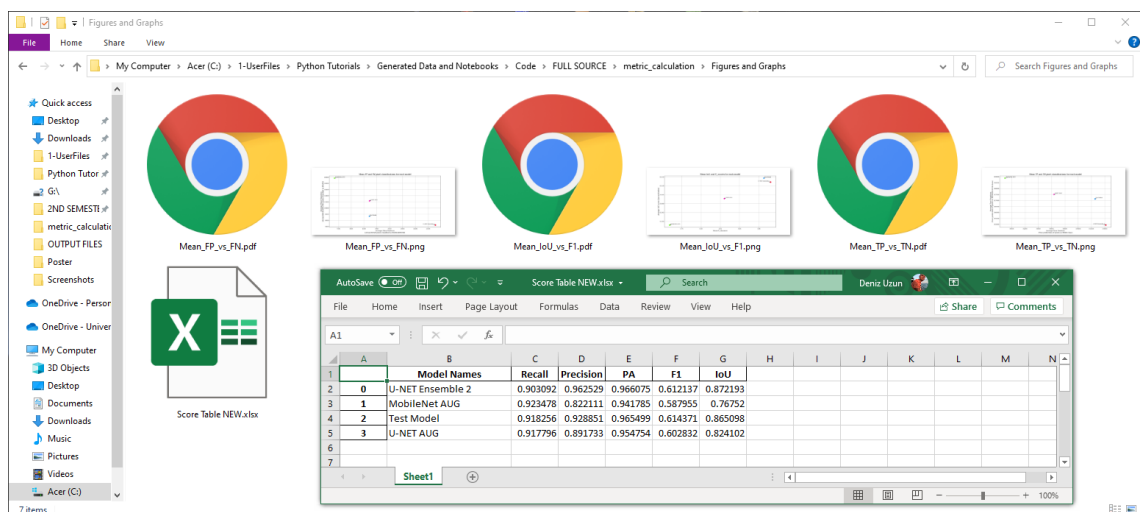 Figures and Graphs
File Home Share View
My Computer > Acer (C:) > 1-UserFiles > Python Tutorials > Generated Data and Notebooks > Code > FULL SOURCE > metric_calculation > Figures and Graphs
Search Figures and Graphs
Quick access
Desktop
Downloads
1-UserFiles
Python Tutor
G:\
2ND SEMESTI
metric_calculatic
OUTPUT FILES
Poster
Screenshots
OneDrive - Person
OneDrive - Univer
My Computer
3D Objects
Desktop
Documents
Downloads
Music
Pictures
Videos
Acer (C:)
7 items
Mean_FP_vs_FN.pdf
Mean_FP_vs_FN.png
Mean_IoU_vs_F1.pdf
Mean_IoU_vs_F1.png
Mean_TP_vs_TN.pdf
Mean_TP_vs_TN.png
Score Table NEW.xlsx
AutoSave Off Score Table NEW.xlsx Search Deniz Uzun
File Home Insert Page Layout Formulas Data Review View Help Share Comments
A1 fx
A B C D E F G H I J K L M N
1 Model Names Recall Precision PA F1 IoU
2 0 U-NET Ensemble 2 0.903092 0.962529 0.966075 0.612137 0.872193
3 1 MobileNet AUG 0.923478 0.822111 0.941785 0.587955 0.76752
4 2 Test Model 0.918256 0.928851 0.965499 0.614371 0.865098
5 3 U-NET AUG 0.917796 0.891733 0.954754 0.602832 0.824102
6
7
Sheet1
100%